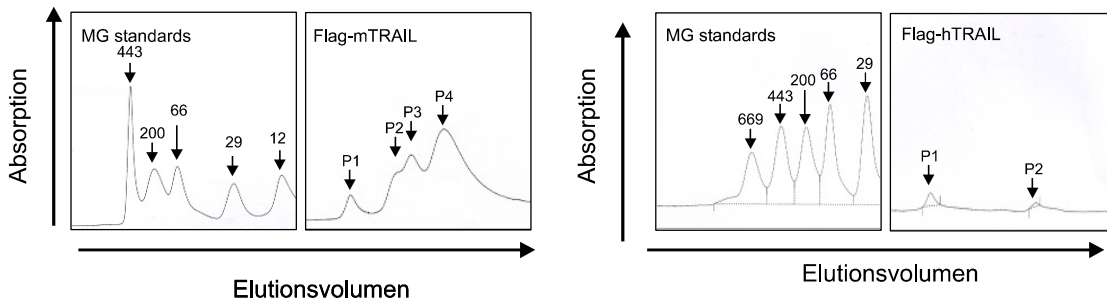 MG standards
443
200
66
29
12
Flag-mTRAIL
P1
P2
P3
P4
Absorption
Elutionsvolumen
MG standards
669
443
200
66
29
Flag-hTRAIL
P1
P2
Absorption
Elutionsvolumen